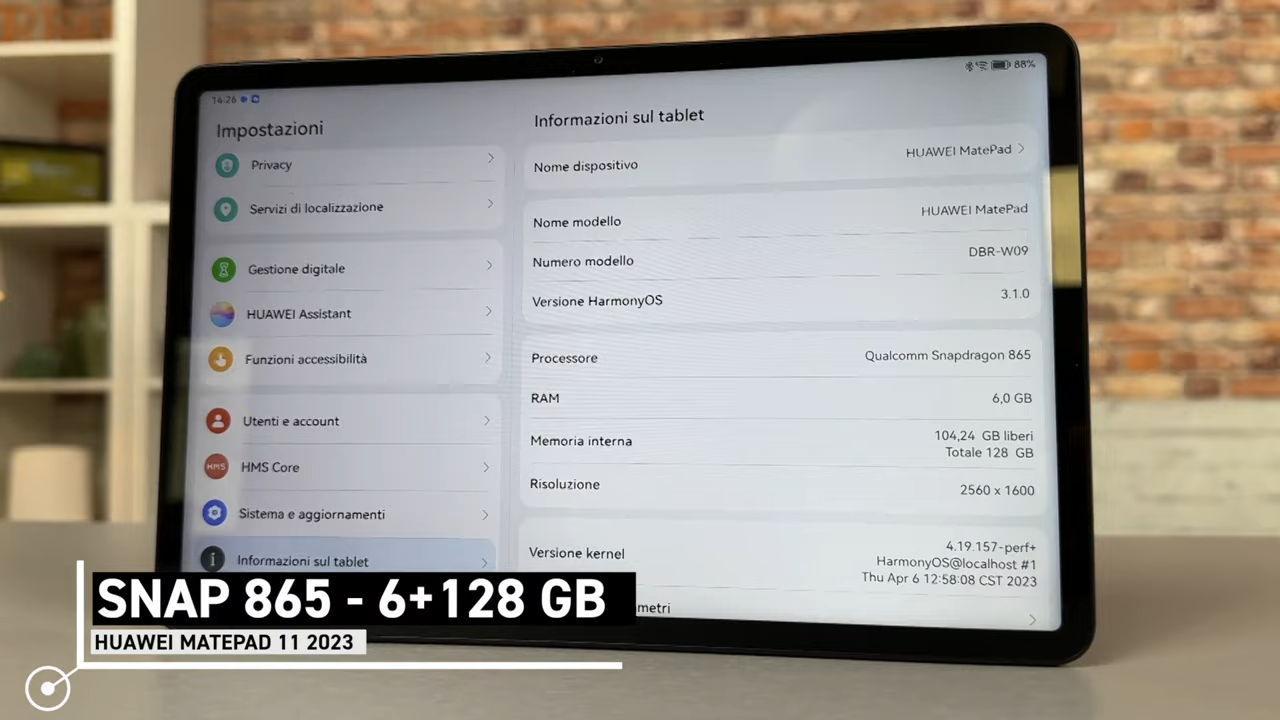 14:26
88%
Impostazioni
Privacy
Servizi di localizzazione
Gestione digitale
HUAWEI Assistant
Funzioni accessibilità
Utenti e account
HMS
HMS Core
Sistema e aggiornamenti
Informazioni sul tablet
Informazioni sul tablet
Nome dispositivo HUAWEI MatePad
Nome modello HUAWEI MatePad
Numero modello DBR-W09
Versione HarmonyOS 3.1.0
Processore Qualcomm Snapdragon 865
RAM 6,0 GB
Memoria interna 104,24 GB liberi
Totale 128 GB
Risoluzione 2560 x 1600
Versione kernel 4.19.157-perf+
HarmonyOS@localhost #1
Thu Apr 6 12:58:08 CST 2023
metri
SNAP 865 - 6+128 GB
HUAWEI MATEPAD 11 2023